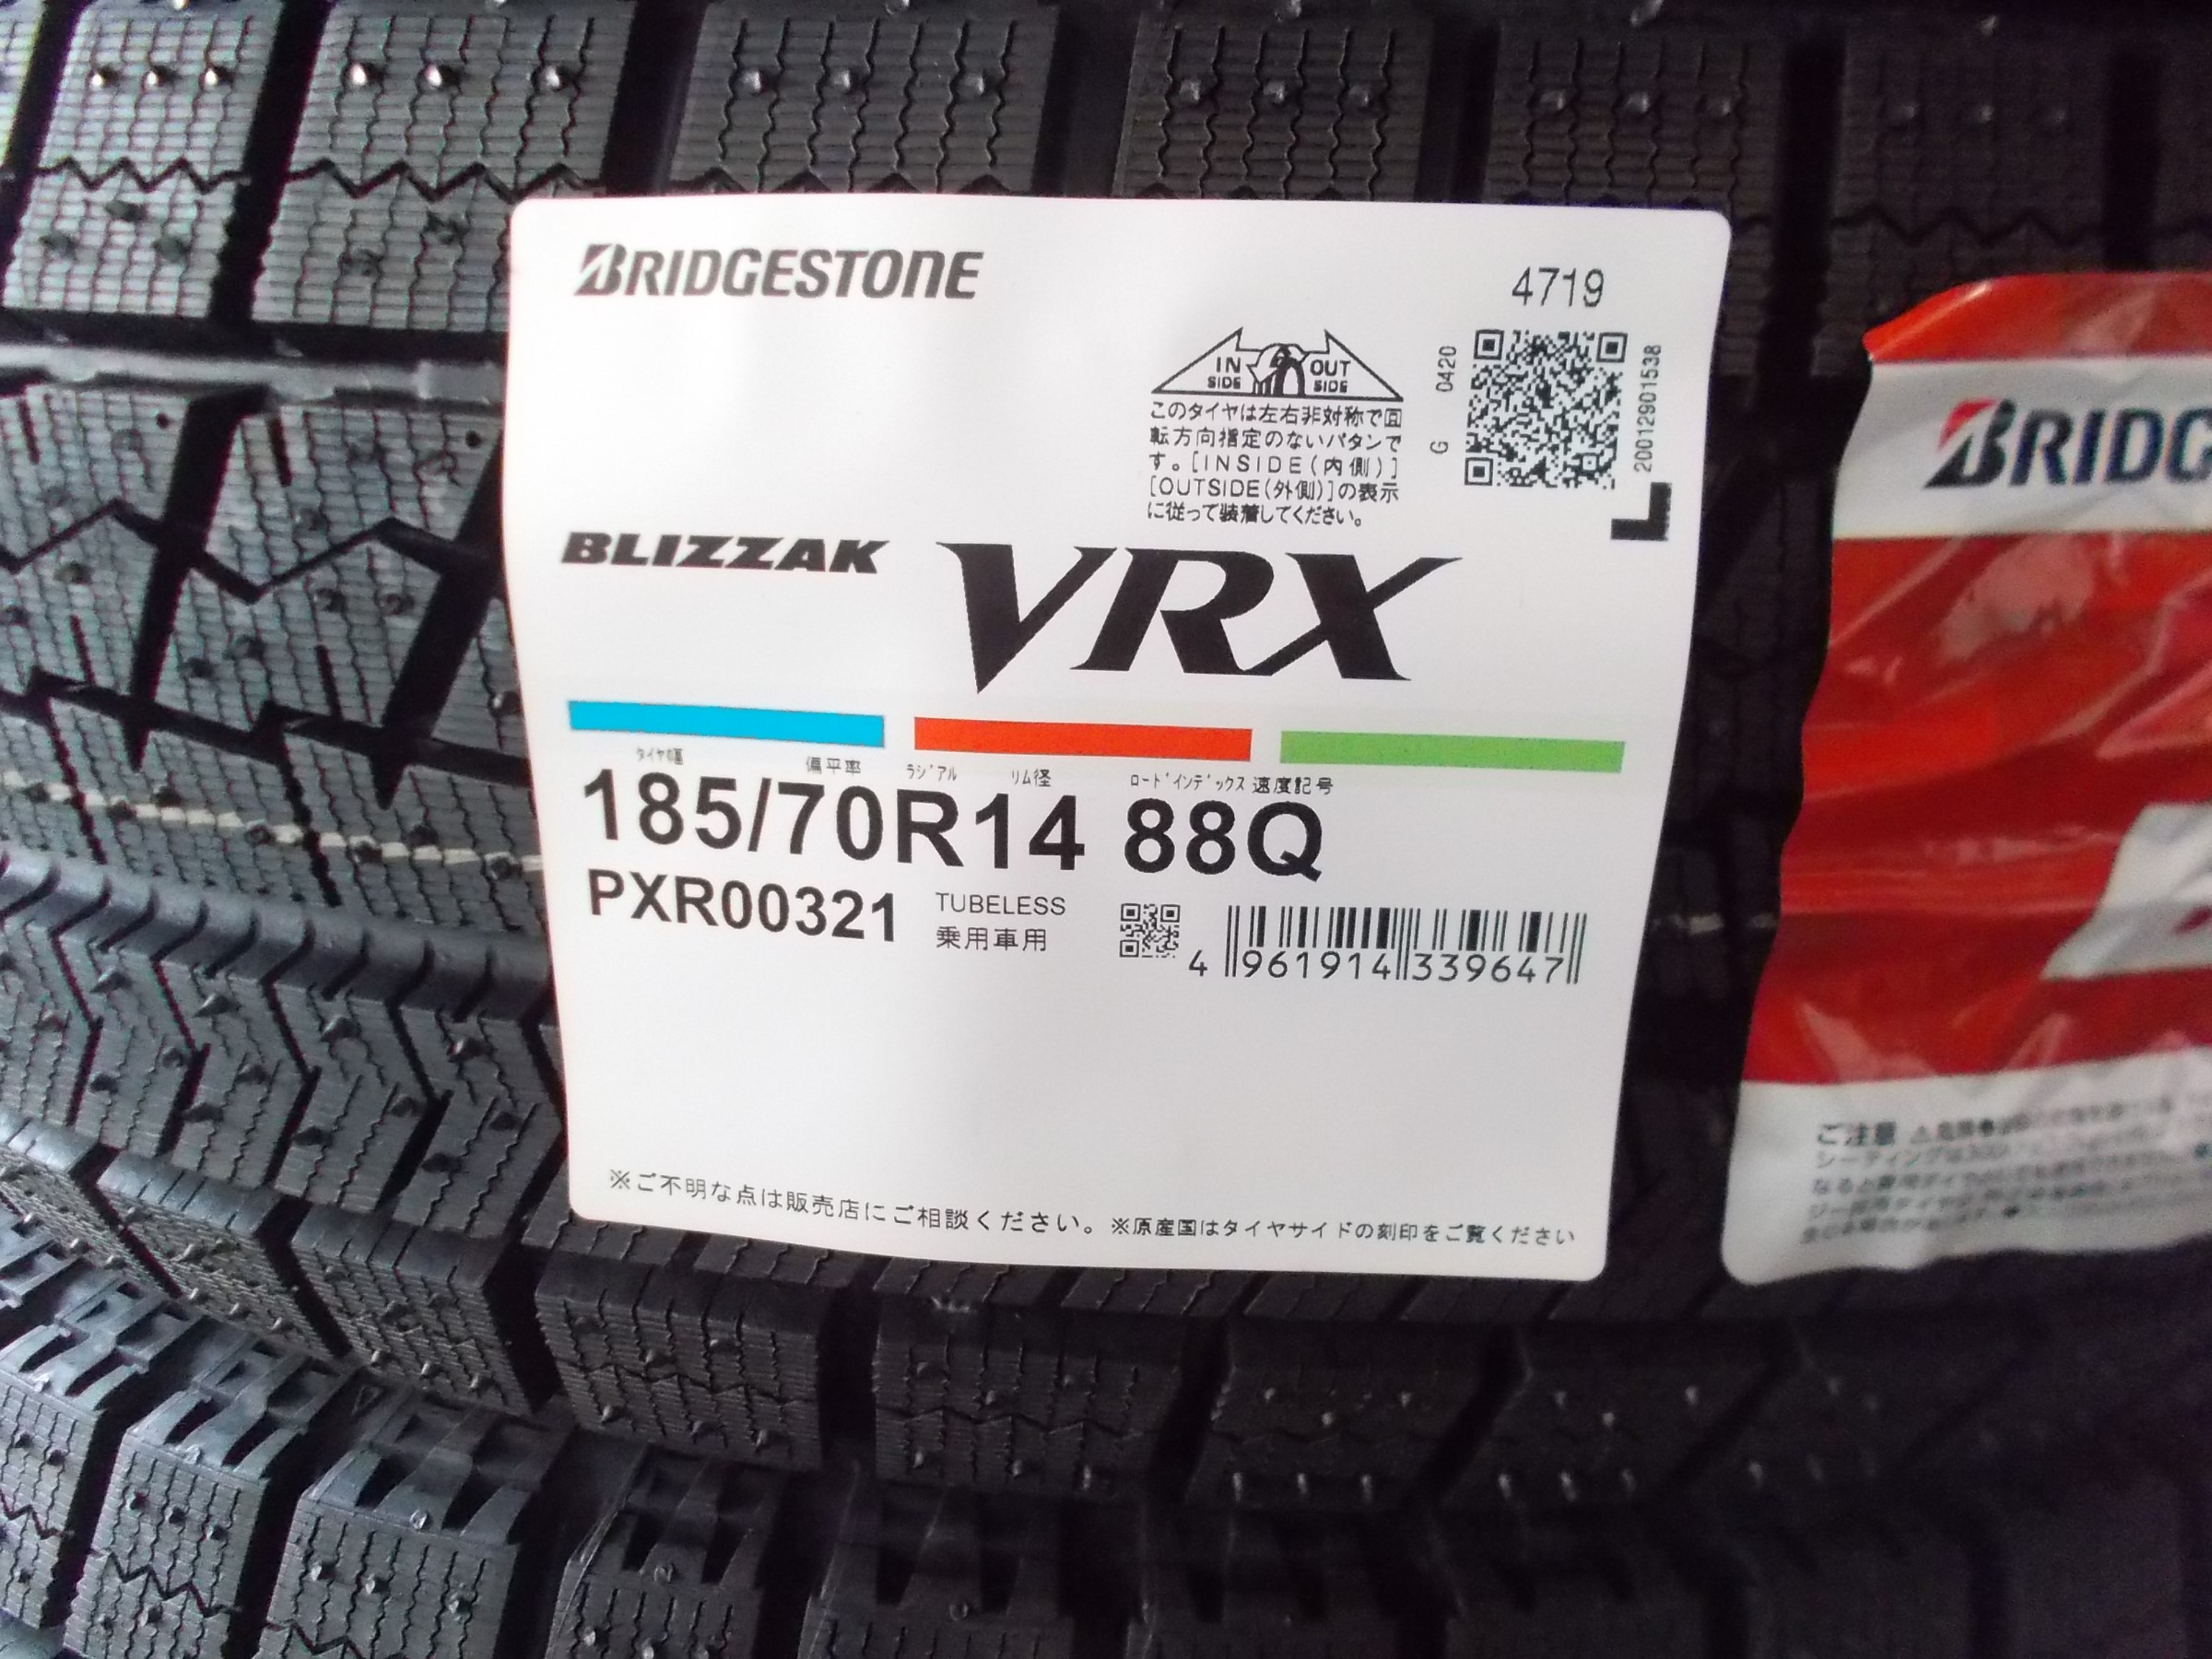 BRIDGESTONE
4719
IN SIDE
OUT SIDE
G 0420
20012901538
このタイヤは左右非対称で回
転方向指定のないパタンで
す。[INSIDE(内側)]
[OUTSIDE(外側)]の表示
に従って装着してください。
L
BLIZZAK VRX
タイヤの幅 偏平率 ラジアル リム径 ロードインデックス 速度記号
185/70R14 88Q
PXR00321
TUBELESS
乗用車用
4 961914 339647
※ご不明な点は販売店にご相談ください。※原産国はタイヤサイドの刻印をご覧ください
BRIDG
ご注意